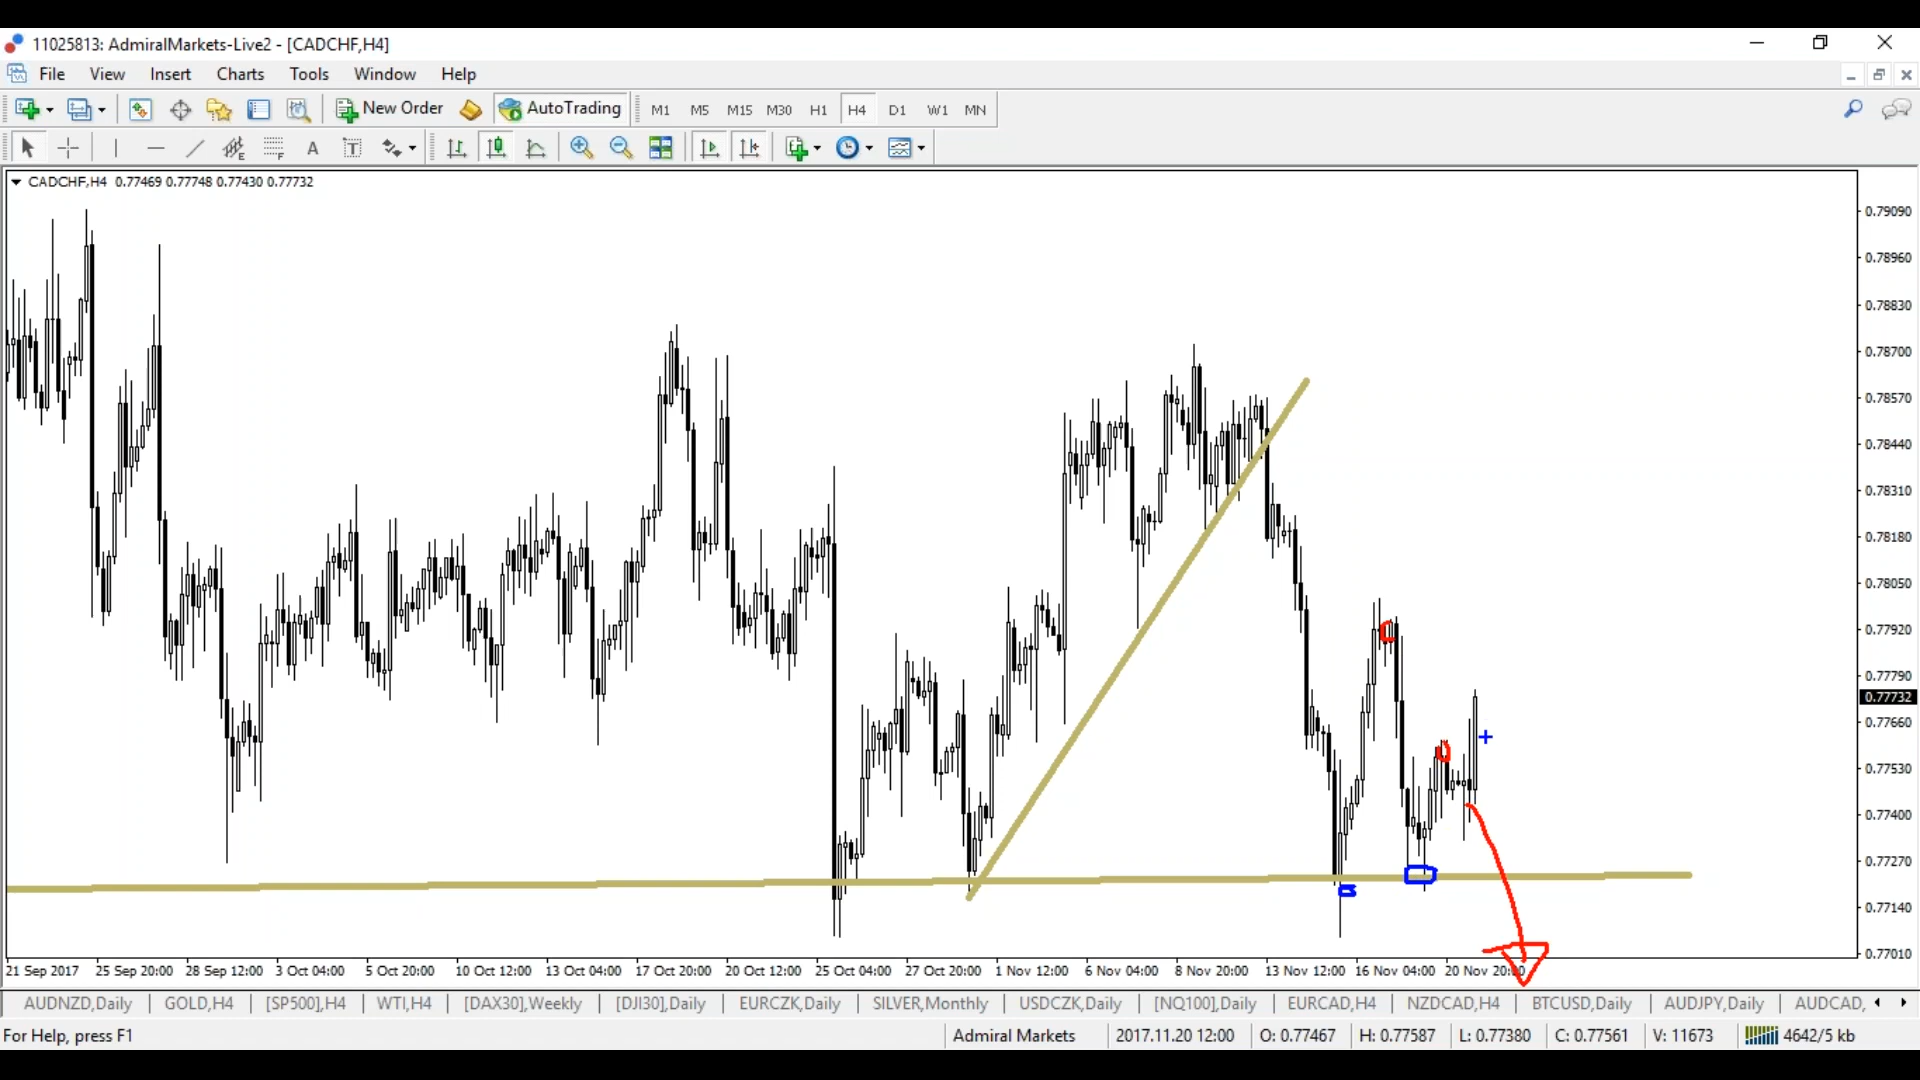 11025813: AdmiralMarkets-Live2 - [CADCHF,H4]
File View Insert Charts Tools Window Help
New Order AutoTrading M1 M5 M15 M30 H1 H4 D1 W1 MN
E F A T
CADCHF,H4 0.77469 0.77748 0.77430 0.77732
0.79090
0.78960
0.78830
0.78700
0.78570
0.78440
0.78310
0.78180
0.78050
0.77920
0.77790
0.77732
0.77660
0.77530
0.77400
0.77270
0.77140
0.77010
21 Sep 2017 25 Sep 20:00 28 Sep 12:00 3 Oct 04:00 5 Oct 20:00 10 Oct 12:00 13 Oct 04:00 17 Oct 20:00 20 Oct 12:00 25 Oct 04:00 27 Oct 20:00 1 Nov 12:00 6 Nov 04:00 8 Nov 20:00 13 Nov 12:00 16 Nov 04:00 20 Nov 20:00
AUDNZD,Daily GOLD,H4 [SP500],H4 WTI,H4 [DAX30],Weekly [DJI30],Daily EURCZK,Daily SILVER,Monthly USDCZK,Daily [NQ100],Daily EURCAD,H4 NZDCAD,H4 BTCUSD,Daily AUDJPY,Daily AUDCAD,
For Help, press F1 Admiral Markets 2017.11.20 12:00 O: 0.77467 H: 0.77587 L: 0.77380 C: 0.77561 V: 11673 4642/5 kb